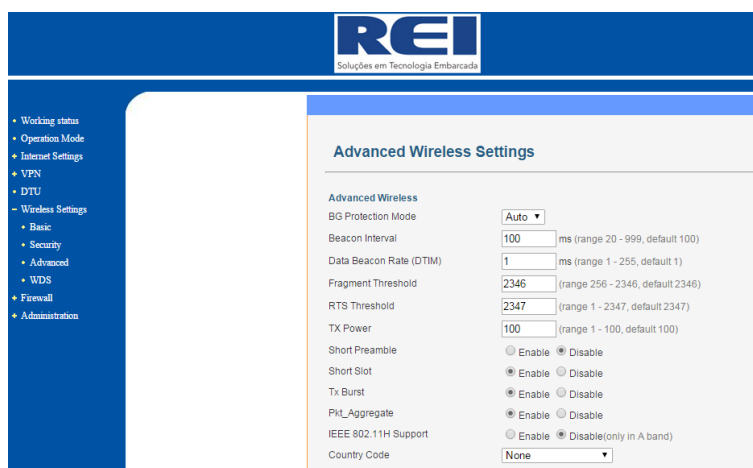 REI
Soluções em Tecnologia Embarcada
Working status
Operation Mode
Internet Settings
VPN
DTU
Wireless Settings
Basic
Security
Advanced
WDS
Firewall
Administration
Advanced Wireless Settings
Advanced Wireless
BG Protection Mode Auto
Beacon Interval 100 ms (range 20 - 999, default 100)
Data Beacon Rate (DTIM) 1 ms (range 1 - 255, default 1)
Fragment Threshold 2346 (range 256 - 2346, default 2346)
RTS Threshold 2347 (range 1 - 2347, default 2347)
TX Power 100 (range 1 - 100, default 100)
Short Preamble Enable Disable
Short Slot Enable Disable
Tx Burst Enable Disable
Pkt_Aggregate Enable Disable
IEEE 802.11H Support Enable Disable(only in A band)
Country Code None